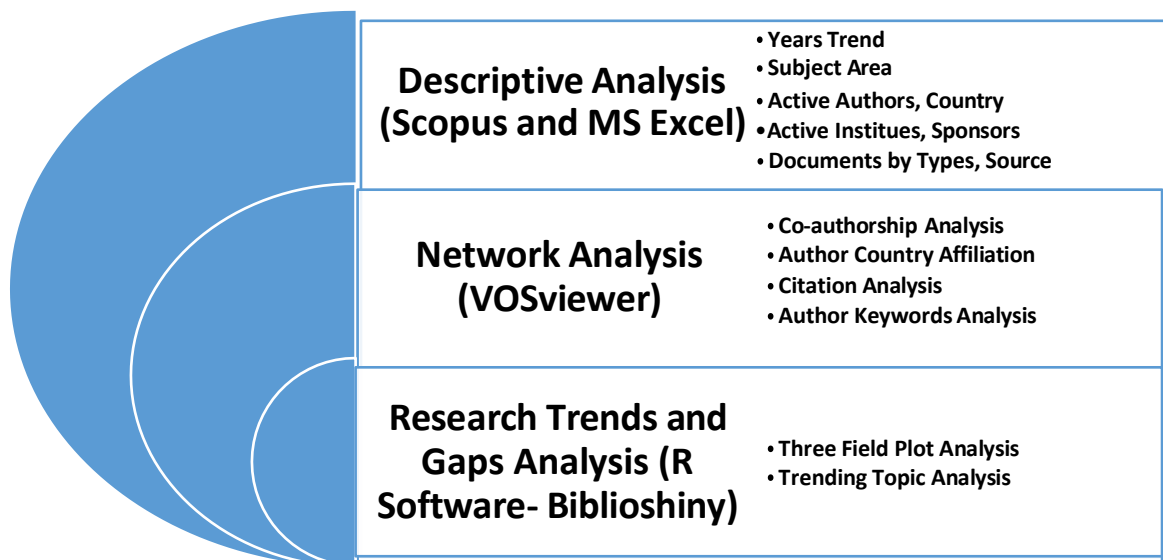 Descriptive Analysis
(Scopus and MS Excel)
• Years Trend
• Subject Area
• Active Authors, Country
• Active Institues, Sponsors
• Documents by Types, Source
Network Analysis
(VOSviewer)
• Co-authorship Analysis
• Author Country Affiliation
• Citation Analysis
• Author Keywords Analysis
Research Trends and
Gaps Analysis (R
Software- Biblioshiny)
• Three Field Plot Analysis
• Trending Topic Analysis